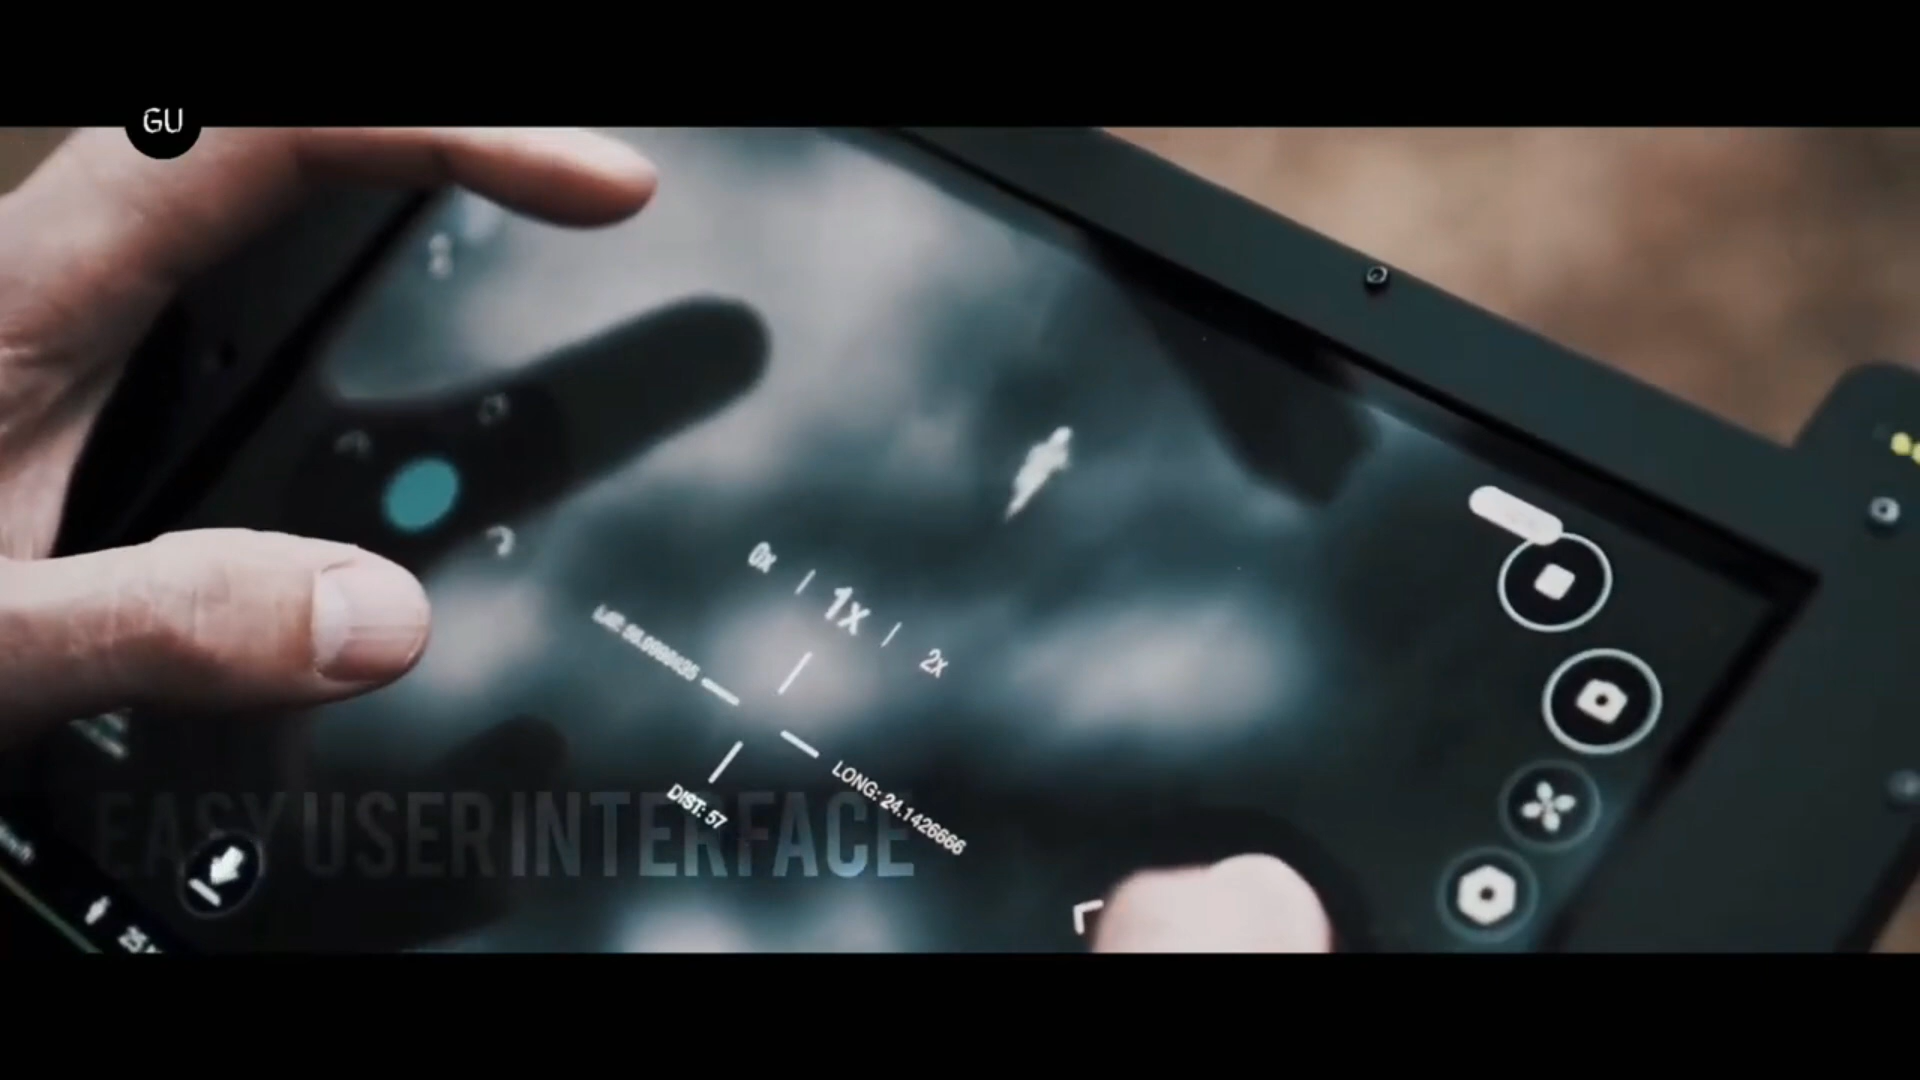 GU
0x / 1x / 2x
LONG: 24.1426666
DIST: 57
EASY USER INTERFACE